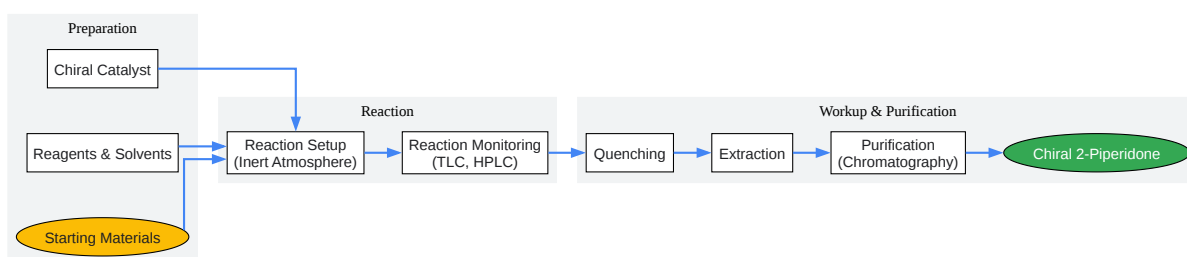 Preparation
Chiral Catalyst
Reagents & Solvents
Starting Materials
Reaction
Reaction Setup
(Inert Atmosphere)
Reaction Monitoring
(TLC, HPLC)
Workup & Purification
Quenching
Extraction
Purification
(Chromatography)
Chiral 2-Piperidone